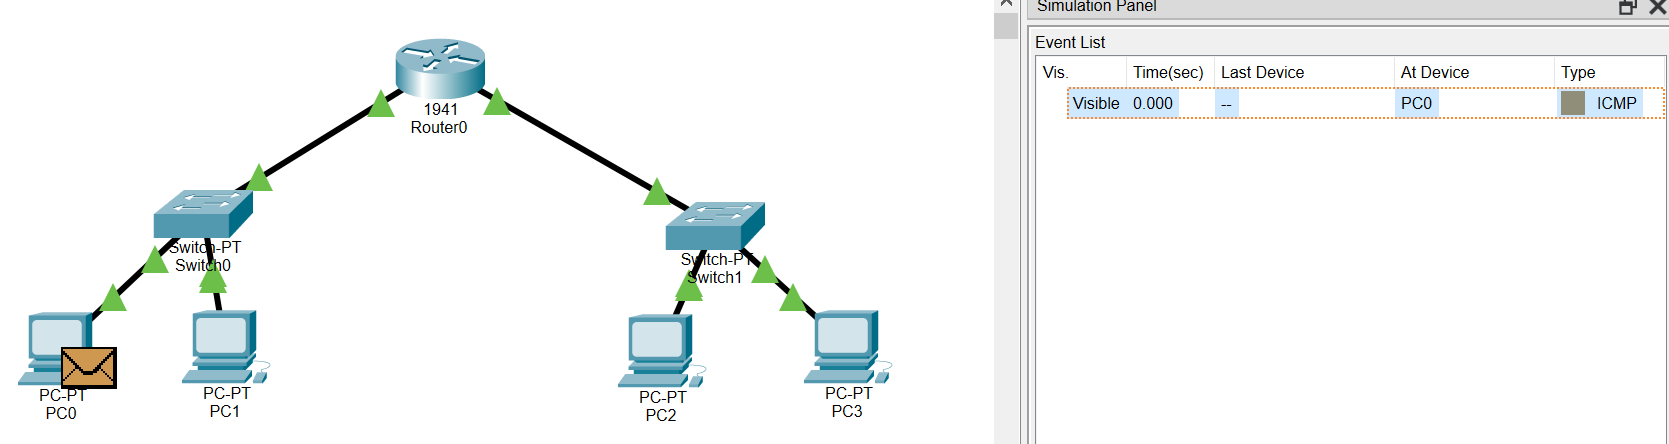 Simulation Panel
Event List
Vis. Time(sec) Last Device At Device Type
Visible 0.000 -- PC0 ICMP
1941
Router0
Switch-PT
Switch0
Switch-PT
Switch1
PC-PT
PC0
PC-PT
PC1
PC-PT
PC2
PC-PT
PC3